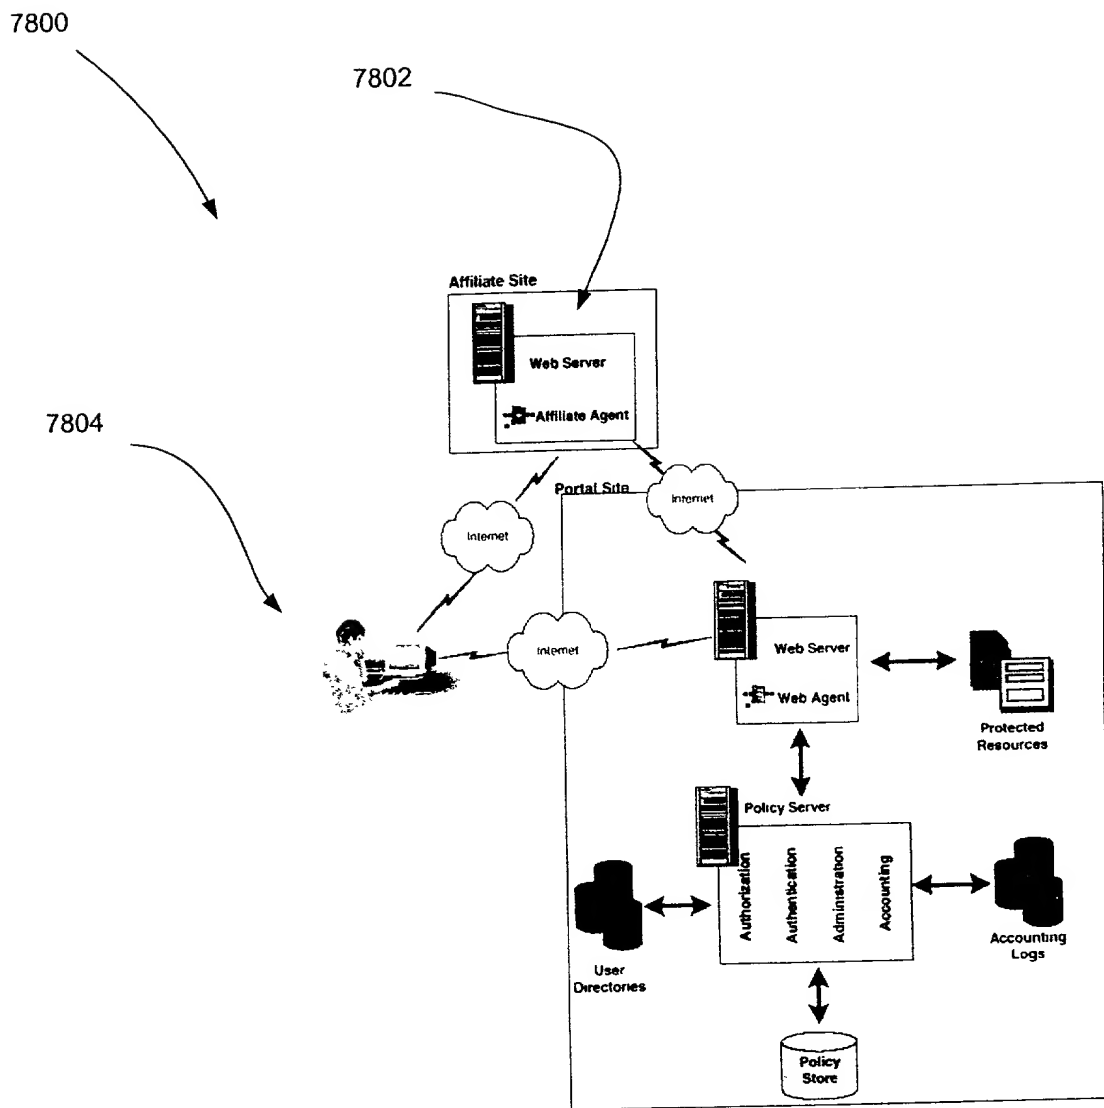 7800
7802
Affiliate Site
Web Server
Affiliate Agent
7804
Portal Site
Internet
Internet
Internet
Web Server
Web Agent
Protected
Resources
Policy Server
Authorization
Authentication
Administration
Accounting
User
Directories
Accounting
Logs
Policy
Store